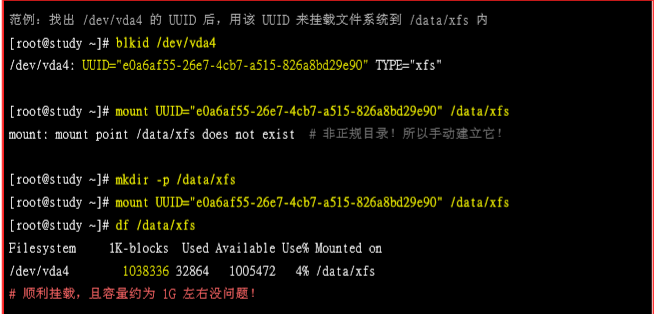 范例：找出 /dev/vda4 的 UUID 后，用该 UUID 来挂载文件系统到 /data/xfs 内
[root@study ~]# blkid /dev/vda4
/dev/vda4: UUID="e0a6af55-26e7-4cb7-a515-826a8bd29e90" TYPE="xfs"
[root@study ~]# mount UUID="e0a6af55-26e7-4cb7-a515-826a8bd29e90" /data/xfs
mount: mount point /data/xfs does not exist # 非正规目录！所以手动建立它！
[root@study ~]# mkdir -p /data/xfs
[root@study ~]# mount UUID="e0a6af55-26e7-4cb7-a515-826a8bd29e90" /data/xfs
[root@study ~]# df /data/xfs
Filesystem 1K-blocks Used Available Use% Mounted on
/dev/vda4 1038336 32864 1005472 4% /data/xfs
# 顺利挂载，且容量约为 1G 左右没问题！